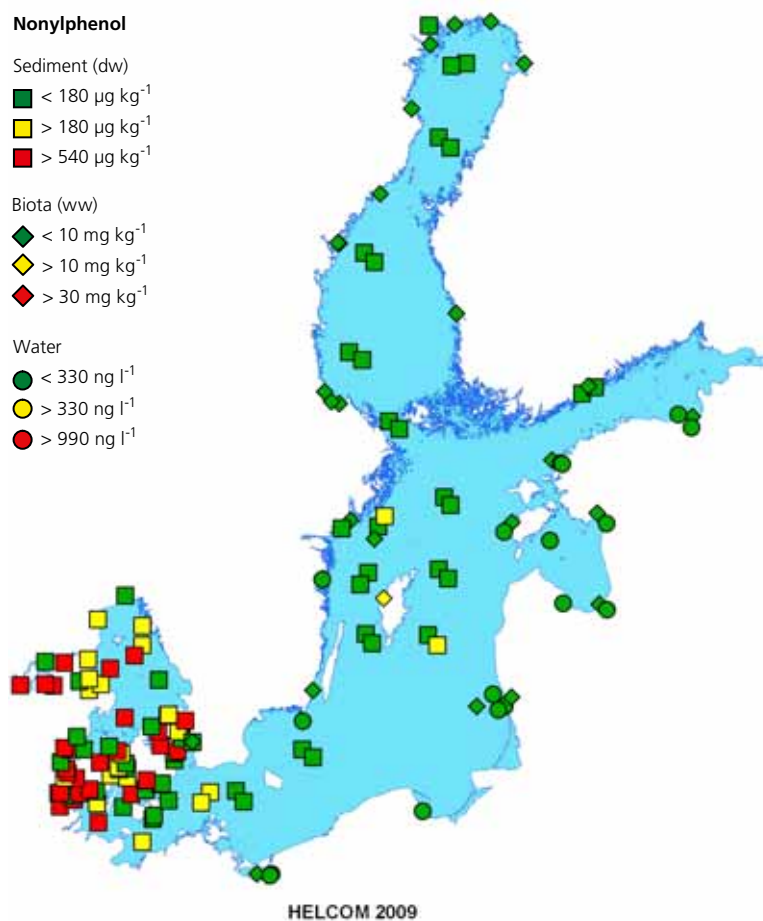 Nonylphenol
Sediment (dw)
< 180 µg kg⁻¹
> 180 µg kg⁻¹
> 540 µg kg⁻¹
Biota (ww)
< 10 mg kg⁻¹
> 10 mg kg⁻¹
> 30 mg kg⁻¹
Water
< 330 ng l⁻¹
> 330 ng l⁻¹
> 990 ng l⁻¹
HELCOM 2009